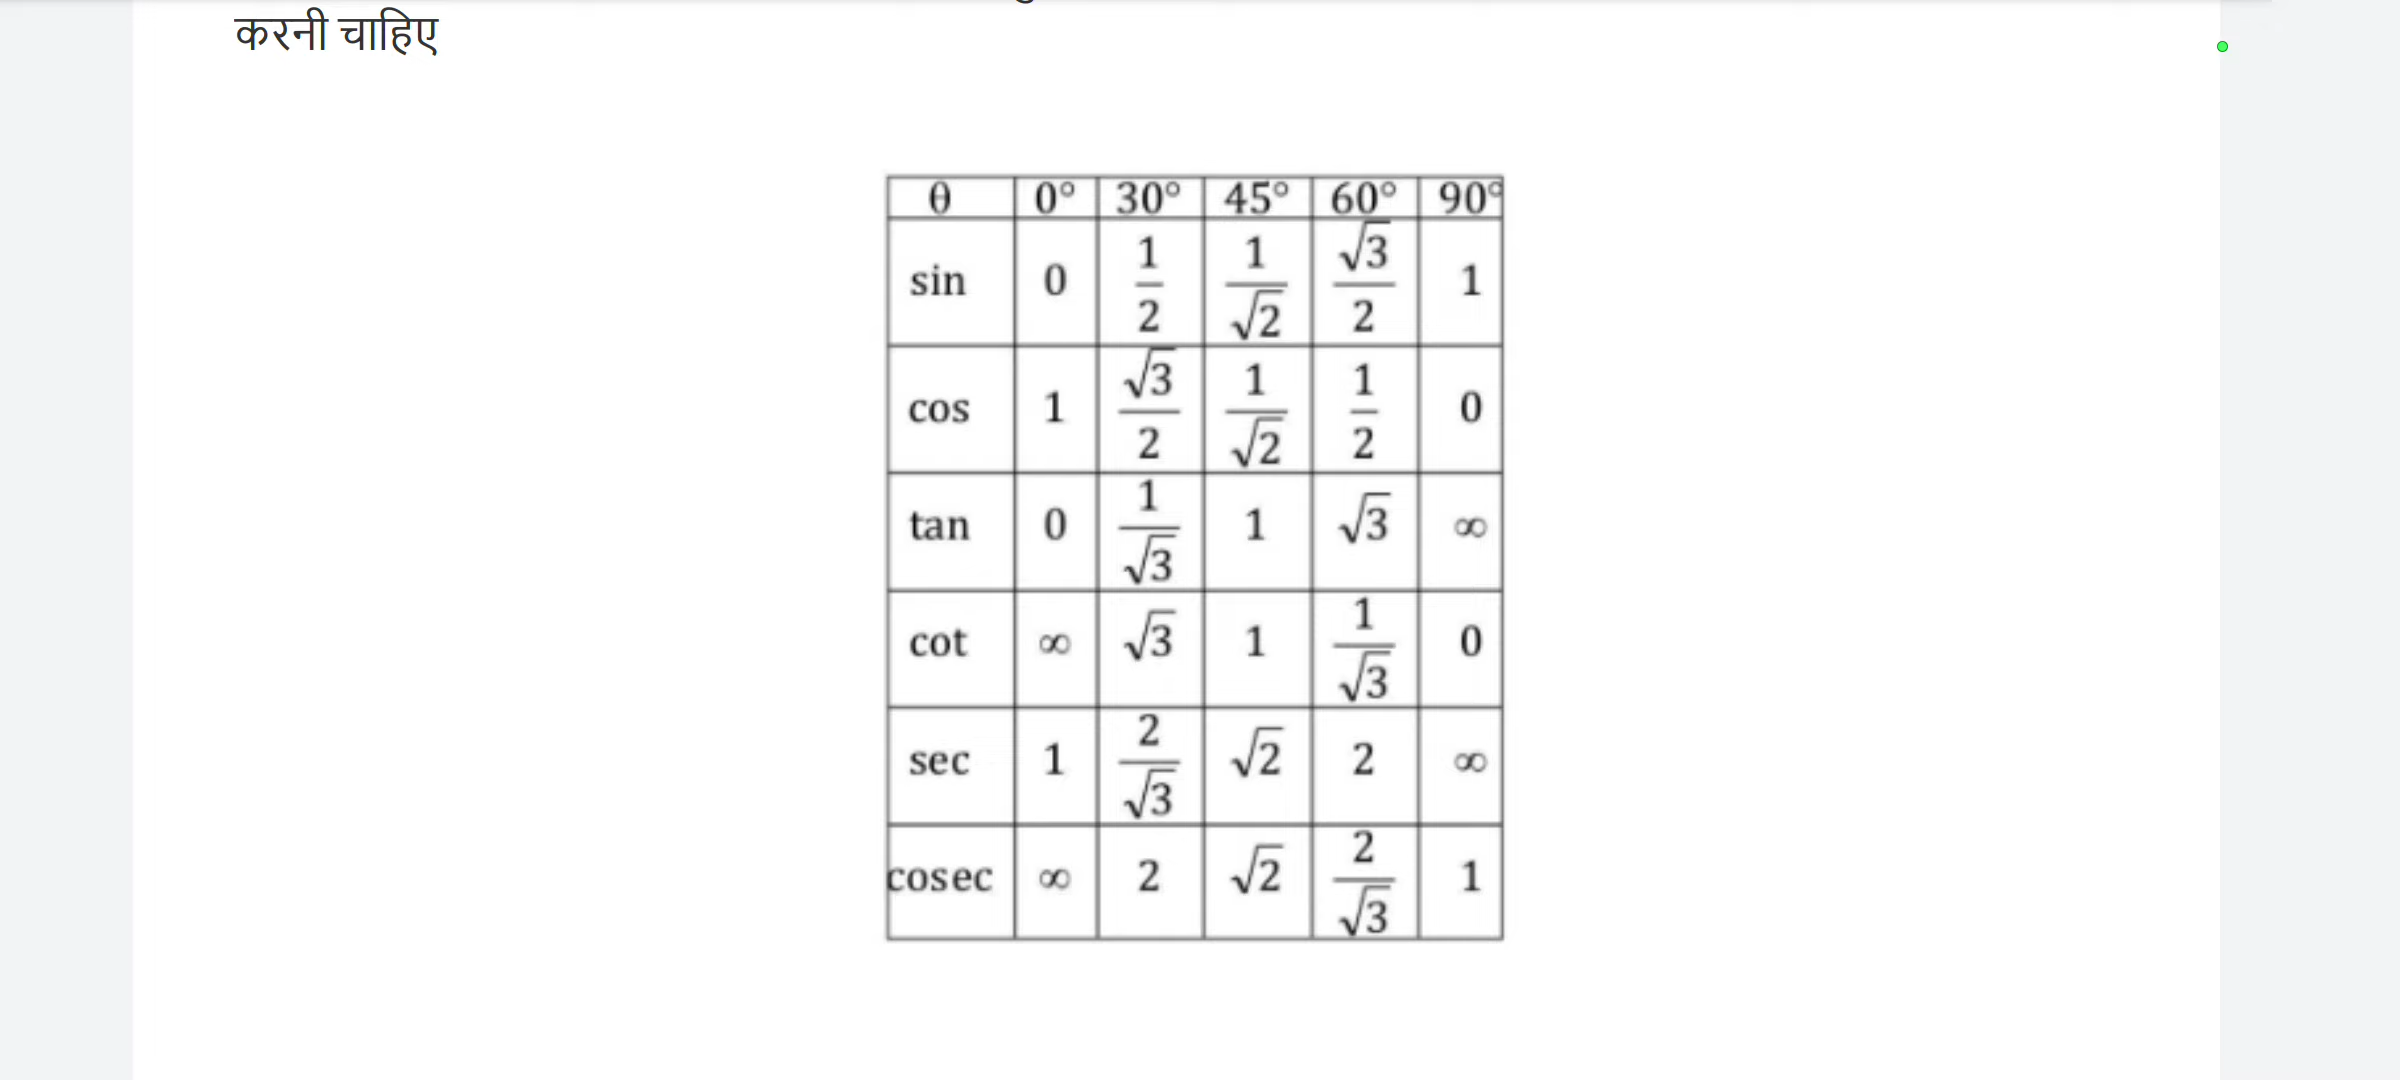 करनी चाहिए
θ 0° 30° 45° 60° 90°
sin 0 1/2 1/√2 √3/2 1
cos 1 √3/2 1/√2 1/2 0
tan 0 1/√3 1 √3 ∞
cot ∞ √3 1 1/√3 0
sec 1 2/√3 √2 2 ∞
cosec ∞ 2 √2 2/√3 1